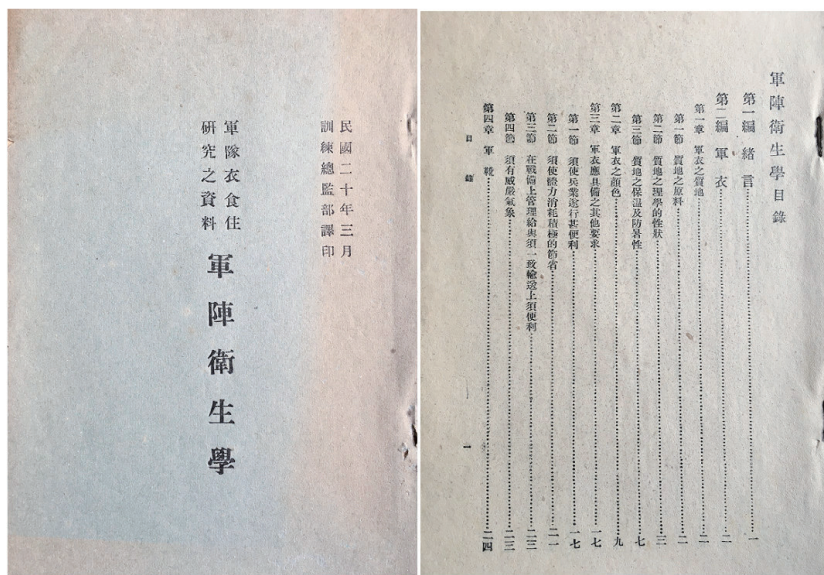 民國二十年三月
訓練總監部譯印
軍隊衣食住
研究之資料
軍陣衛生學
軍陣衛生學目錄
第一編 緒言 一
第二編 軍衣 二
第一章 軍衣之質地 二
第一節 質地之原料 二
第二節 質地之理學的性狀 三
第三節 質地之保温及防暑性 七
第二章 軍衣之顏色 九
第三章 軍衣應具備之其他要求 一七
第一節 須使兵業遂行甚便利 一七
第二節 須使體力消耗積極的節省 二一
第三節 在戰備上管理給與須一致輸送上須便利 二三
第四節 須有威嚴氣象 二三
第四章 軍靴 二四
目錄 一